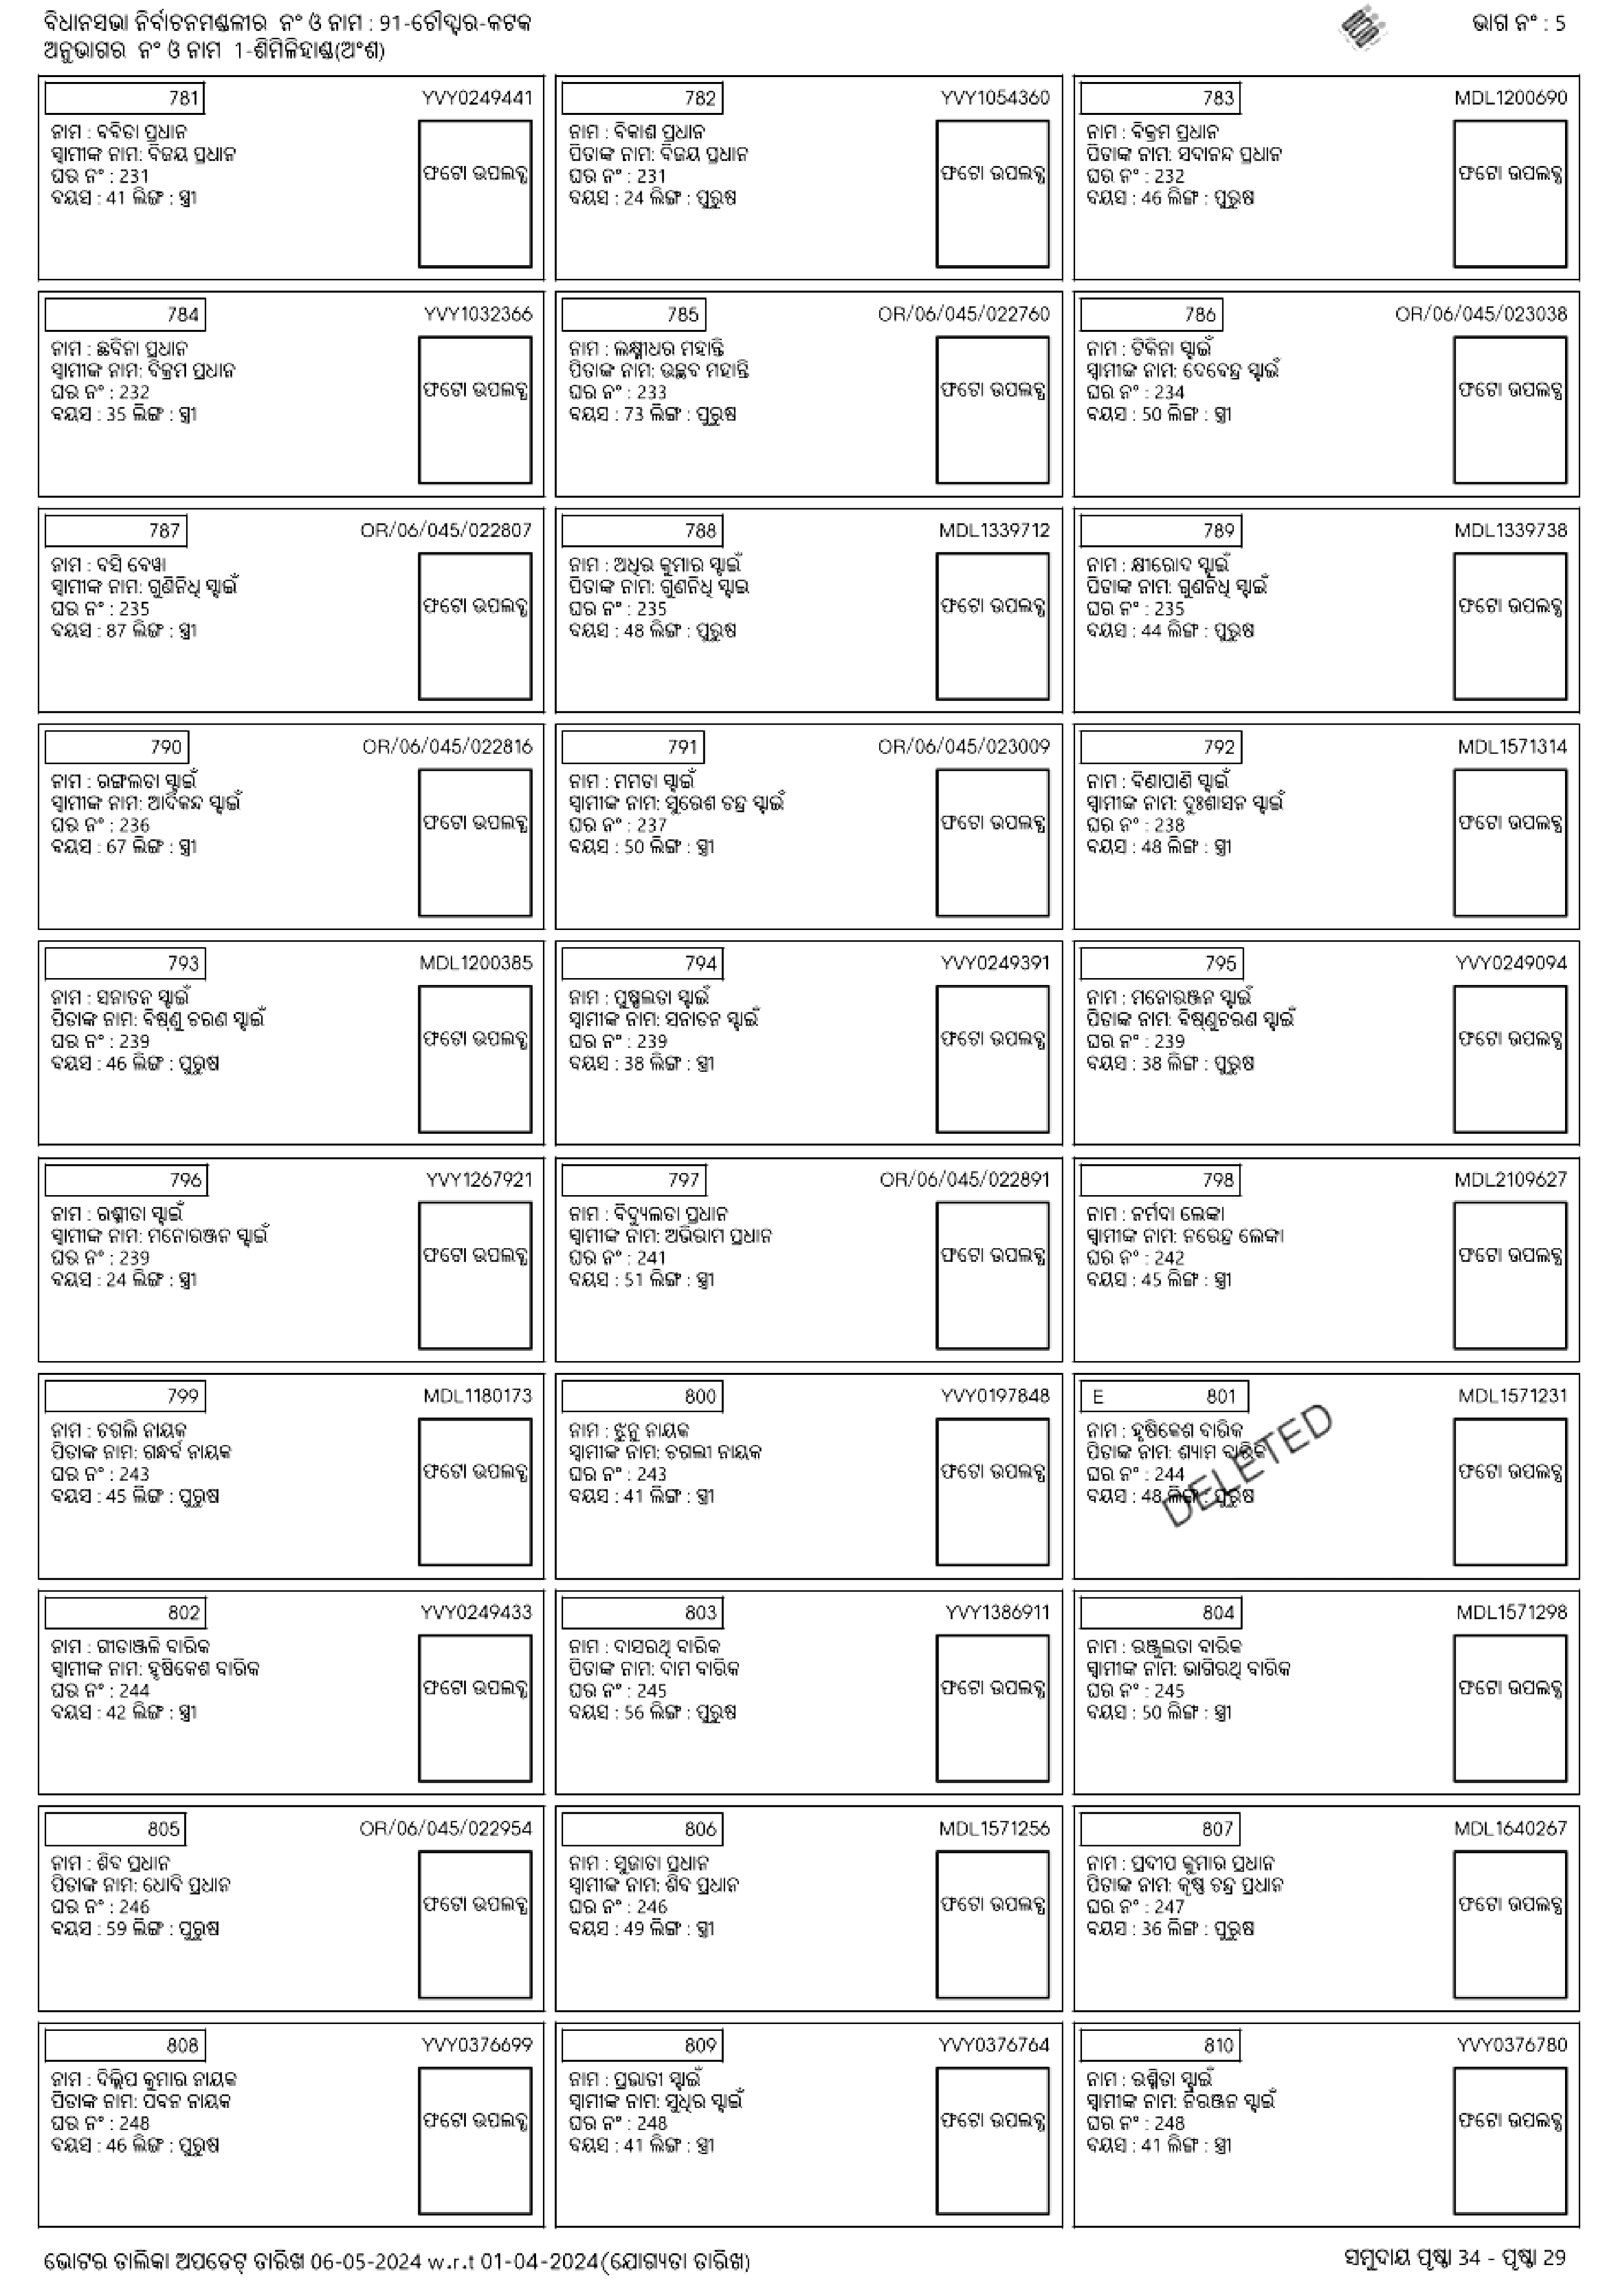 ବିଧାନସଭା ନିର୍ବାଚନମଣ୍ଡଳୀର ନଂ ଓ ନାମ : 91-ଚୌଦ୍ୱାର-କଟକ
ଅନୁଭାଗର ନଂ ଓ ନାମ 1-ଶିମିଳିହାଣ୍ଡ(ଅଂଶ)
ଭାଗ ନଂ : 5
781 YVY0249441
ନାମ : ବବିତା ପ୍ରଧାନ
ସ୍ୱାମୀଙ୍କ ନାମ: ବିଜୟ ପ୍ରଧାନ
ଘର ନଂ : 231
ବୟସ : 41 ଲିଙ୍ଗ : ସ୍ତ୍ରୀ
ଫଟୋ ଉପଲବ୍ଧ
782 YVY1054360
ନାମ : ବିକାଶ ପ୍ରଧାନ
ପିତାଙ୍କ ନାମ: ବିଜୟ ପ୍ରଧାନ
ଘର ନଂ : 231
ବୟସ : 24 ଲିଙ୍ଗ : ପୁରୁଷ
ଫଟୋ ଉପଲବ୍ଧ
783 MDL1200690
ନାମ : ବିକ୍ରମ ପ୍ରଧାନ
ପିତାଙ୍କ ନାମ: ସଦାନନ୍ଦ ପ୍ରଧାନ
ଘର ନଂ : 232
ବୟସ : 46 ଲିଙ୍ଗ : ପୁରୁଷ
ଫଟୋ ଉପଲବ୍ଧ
784 YVY1032366
ନାମ : ଛବିନା ପ୍ରଧାନ
ସ୍ୱାମୀଙ୍କ ନାମ: ବିକ୍ରମ ପ୍ରଧାନ
ଘର ନଂ : 232
ବୟସ : 35 ଲିଙ୍ଗ : ସ୍ତ୍ରୀ
ଫଟୋ ଉପଲବ୍ଧ
785 OR/06/045/022760
ନାମ : ଲକ୍ଷ୍ମୀଧର ମହାନ୍ତି
ପିତାଙ୍କ ନାମ: ଉଚ୍ଛବ ମହାନ୍ତି
ଘର ନଂ : 233
ବୟସ : 73 ଲିଙ୍ଗ : ପୁରୁଷ
ଫଟୋ ଉପଲବ୍ଧ
786 OR/06/045/023038
ନାମ : ଟିକିନା ସ୍ୱାଇଁ
ସ୍ୱାମୀଙ୍କ ନାମ: ଦେବେନ୍ଦ୍ର ସ୍ୱାଇଁ
ଘର ନଂ : 234
ବୟସ : 50 ଲିଙ୍ଗ : ସ୍ତ୍ରୀ
ଫଟୋ ଉପଲବ୍ଧ
787 OR/06/045/022807
ନାମ : ବସି ବେୱା
ସ୍ୱାମୀଙ୍କ ନାମ: ଗୁଣିନିଧି ସ୍ୱାଇଁ
ଘର ନଂ : 235
ବୟସ : 87 ଲିଙ୍ଗ : ସ୍ତ୍ରୀ
ଫଟୋ ଉପଲବ୍ଧ
788 MDL1339712
ନାମ : ଅଧିର କୁମାର ସ୍ୱାଇଁ
ପିତାଙ୍କ ନାମ: ଗୁଣନିଧି ସ୍ୱାଇ
ଘର ନଂ : 235
ବୟସ : 48 ଲିଙ୍ଗ : ପୁରୁଷ
ଫଟୋ ଉପଲବ୍ଧ
789 MDL1339738
ନାମ : କ୍ଷୀରୋଦ ସ୍ୱାଇଁ
ପିତାଙ୍କ ନାମ: ଗୁଣନିଧି ସ୍ୱାଇଁ
ଘର ନଂ : 235
ବୟସ : 44 ଲିଙ୍ଗ : ପୁରୁଷ
ଫଟୋ ଉପଲବ୍ଧ
790 OR/06/045/022816
ନାମ : ରଙ୍ଗଲତା ସ୍ୱାଇଁ
ସ୍ୱାମୀଙ୍କ ନାମ: ଆଦିକନ୍ଦ ସ୍ୱାଇଁ
ଘର ନଂ : 236
ବୟସ : 67 ଲିଙ୍ଗ : ସ୍ତ୍ରୀ
ଫଟୋ ଉପଲବ୍ଧ
791 OR/06/045/023009
ନାମ : ମମତା ସ୍ୱାଇଁ
ସ୍ୱାମୀଙ୍କ ନାମ: ସୁରେଶ ଚନ୍ଦ୍ର ସ୍ୱାଇଁ
ଘର ନଂ : 237
ବୟସ : 50 ଲିଙ୍ଗ : ସ୍ତ୍ରୀ
ଫଟୋ ଉପଲବ୍ଧ
792 MDL1571314
ନାମ : ବିଣାପାଣି ସ୍ୱାଇଁ
ସ୍ୱାମୀଙ୍କ ନାମ: ଦୁଃଶାସନ ସ୍ୱାଇଁ
ଘର ନଂ : 238
ବୟସ : 48 ଲିଙ୍ଗ : ସ୍ତ୍ରୀ
ଫଟୋ ଉପଲବ୍ଧ
793 MDL1200385
ନାମ : ସନାତନ ସ୍ୱାଇଁ
ପିତାଙ୍କ ନାମ: ବିଷ୍ଣୁ ଚରଣ ସ୍ୱାଇଁ
ଘର ନଂ : 239
ବୟସ : 46 ଲିଙ୍ଗ : ପୁରୁଷ
ଫଟୋ ଉପଲବ୍ଧ
794 YVY0249391
ନାମ : ପୁଷ୍ପଲତା ସ୍ୱାଇଁ
ସ୍ୱାମୀଙ୍କ ନାମ: ସନାତନ ସ୍ୱାଇଁ
ଘର ନଂ : 239
ବୟସ : 38 ଲିଙ୍ଗ : ସ୍ତ୍ରୀ
ଫଟୋ ଉପଲବ୍ଧ
795 YVY0249094
ନାମ : ମନୋରଞ୍ଜନ ସ୍ୱାଇଁ
ପିତାଙ୍କ ନାମ: ବିଷ୍ଣୁଚରଣ ସ୍ୱାଇଁ
ଘର ନଂ : 239
ବୟସ : 38 ଲିଙ୍ଗ : ପୁରୁଷ
ଫଟୋ ଉପଲବ୍ଧ
796 YVY1267921
ନାମ : ରଶ୍ମୀତା ସ୍ୱାଇଁ
ସ୍ୱାମୀଙ୍କ ନାମ: ମନୋରଞ୍ଜନ ସ୍ୱାଇଁ
ଘର ନଂ : 239
ବୟସ : 24 ଲିଙ୍ଗ : ସ୍ତ୍ରୀ
ଫଟୋ ଉପଲବ୍ଧ
797 OR/06/045/022891
ନାମ : ବିଦ୍ୟୁଲତା ପ୍ରଧାନ
ସ୍ୱାମୀଙ୍କ ନାମ: ଅଭିରାମ ପ୍ରଧାନ
ଘର ନଂ : 241
ବୟସ : 51 ଲିଙ୍ଗ : ସ୍ତ୍ରୀ
ଫଟୋ ଉପଲବ୍ଧ
798 MDL2109627
ନାମ : ନର୍ମଦା ଲେଙ୍କା
ସ୍ୱାମୀଙ୍କ ନାମ: ନରେନ୍ଦ୍ର ଲେଙ୍କା
ଘର ନଂ : 242
ବୟସ : 45 ଲିଙ୍ଗ : ସ୍ତ୍ରୀ
ଫଟୋ ଉପଲବ୍ଧ
799 MDL1180173
ନାମ : ଟଗଲି ନାୟକ
ପିତାଙ୍କ ନାମ: ଗନ୍ଧର୍ବ ନାୟକ
ଘର ନଂ : 243
ବୟସ : 45 ଲିଙ୍ଗ : ପୁରୁଷ
ଫଟୋ ଉପଲବ୍ଧ
800 YVY0197848
ନାମ : ଝୁନୁ ନାୟକ
ସ୍ୱାମୀଙ୍କ ନାମ: ଟଗଲୀ ନାୟକ
ଘର ନଂ : 243
ବୟସ : 41 ଲିଙ୍ଗ : ସ୍ତ୍ରୀ
ଫଟୋ ଉପଲବ୍ଧ
E 801 MDL1571231
ନାମ : ହୃଷିକେଶ ବାରିକ
ପିତାଙ୍କ ନାମ: ଶ୍ୟାମ ବାରିକ
ଘର ନଂ : 244
ବୟସ : 48 ଲିଙ୍ଗ : ପୁରୁଷ
ଫଟୋ ଉପଲବ୍ଧ
DELETED
802 YVY0249433
ନାମ : ଗୀତାଞ୍ଜଳି ବାରିକ
ସ୍ୱାମୀଙ୍କ ନାମ: ହୃଷିକେଶ ବାରିକ
ଘର ନଂ : 244
ବୟସ : 42 ଲିଙ୍ଗ : ସ୍ତ୍ରୀ
ଫଟୋ ଉପଲବ୍ଧ
803 YVY1386911
ନାମ : ଦାସରଥି ବାରିକ
ପିତାଙ୍କ ନାମ: ଦାମ ବାରିକ
ଘର ନଂ : 245
ବୟସ : 56 ଲିଙ୍ଗ : ପୁରୁଷ
ଫଟୋ ଉପଲବ୍ଧ
804 MDL1571298
ନାମ : ରଞ୍ଜୁଲତା ବାରିକ
ସ୍ୱାମୀଙ୍କ ନାମ: ଭାଗିରଥି ବାରିକ
ଘର ନଂ : 245
ବୟସ : 50 ଲିଙ୍ଗ : ସ୍ତ୍ରୀ
ଫଟୋ ଉପଲବ୍ଧ
805 OR/06/045/022954
ନାମ : ଶିବ ପ୍ରଧାନ
ପିତାଙ୍କ ନାମ: ଧୋବି ପ୍ରଧାନ
ଘର ନଂ : 246
ବୟସ : 59 ଲିଙ୍ଗ : ପୁରୁଷ
ଫଟୋ ଉପଲବ୍ଧ
806 MDL1571256
ନାମ : ସୁଜାତା ପ୍ରଧାନ
ସ୍ୱାମୀଙ୍କ ନାମ: ଶିବ ପ୍ରଧାନ
ଘର ନଂ : 246
ବୟସ : 49 ଲିଙ୍ଗ : ସ୍ତ୍ରୀ
ଫଟୋ ଉପଲବ୍ଧ
807 MDL1640267
ନାମ : ପ୍ରଦୀପ କୁମାର ପ୍ରଧାନ
ପିତାଙ୍କ ନାମ: କୃଷ୍ଣ ଚନ୍ଦ୍ର ପ୍ରଧାନ
ଘର ନଂ : 247
ବୟସ : 36 ଲିଙ୍ଗ : ପୁରୁଷ
ଫଟୋ ଉପଲବ୍ଧ
808 YVY0376699
ନାମ : ଦିଲ୍ଲିପ କୁମାର ନାୟକ
ପିତାଙ୍କ ନାମ: ପବନ ନାୟକ
ଘର ନଂ : 248
ବୟସ : 46 ଲିଙ୍ଗ : ପୁରୁଷ
ଫଟୋ ଉପଲବ୍ଧ
809 YVY0376764
ନାମ : ପ୍ରଭାତୀ ସ୍ୱାଇଁ
ସ୍ୱାମୀଙ୍କ ନାମ: ସୁଧିର ସ୍ୱାଇଁ
ଘର ନଂ : 248
ବୟସ : 41 ଲିଙ୍ଗ : ସ୍ତ୍ରୀ
ଫଟୋ ଉପଲବ୍ଧ
810 YVY0376780
ନାମ : ରଶ୍ମିତା ସ୍ୱାଇଁ
ସ୍ୱାମୀଙ୍କ ନାମ: ନିରଞ୍ଜନ ସ୍ୱାଇଁ
ଘର ନଂ : 248
ବୟସ : 41 ଲିଙ୍ଗ : ସ୍ତ୍ରୀ
ଫଟୋ ଉପଲବ୍ଧ
ଭୋଟର ତାଲିକା ଅପଡେଟ୍ ତାରିଖ 06-05-2024 w.r.t 01-04-2024(ଯୋଗ୍ୟତା ତାରିଖ)
ସମୁଦାୟ ପୃଷ୍ଠା 34 - ପୃଷ୍ଠା 29